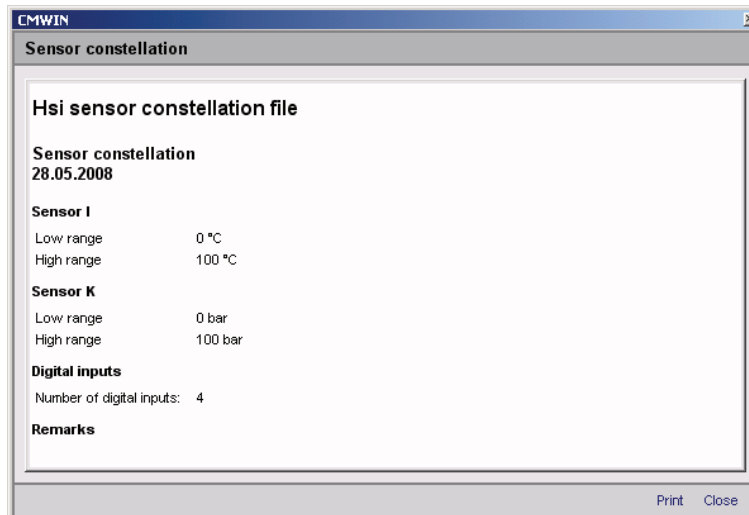 CMWIN
Sensor constellation
Hsi sensor constellation file
Sensor constellation
28.05.2008
Sensor I
Low range 0 °C
High range 100 °C
Sensor K
Low range 0 bar
High range 100 bar
Digital inputs
Number of digital inputs: 4
Remarks
Print Close